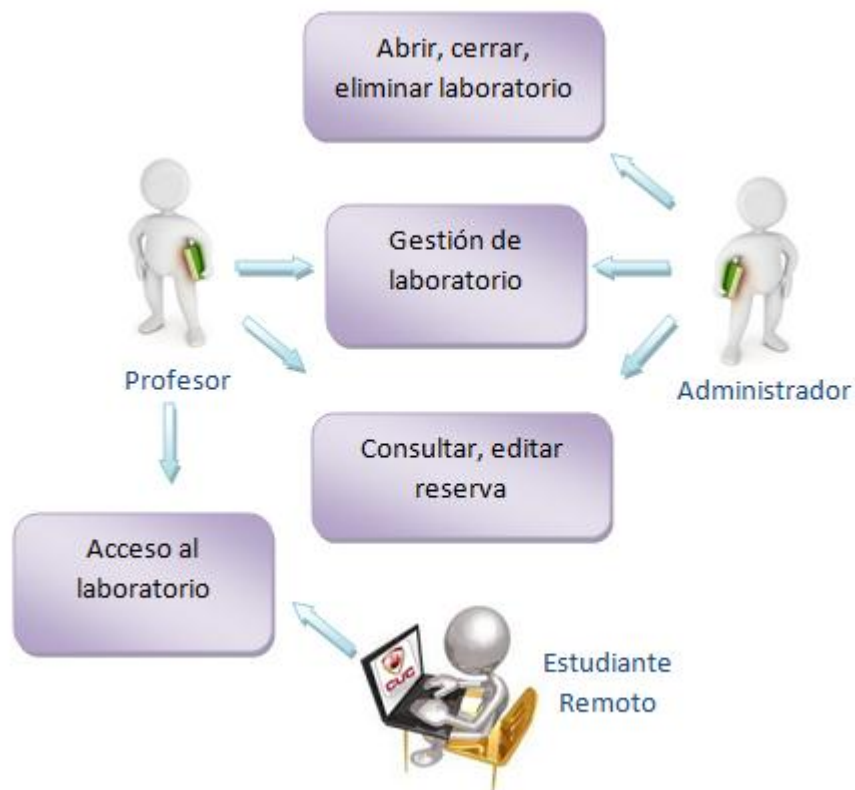 Abrir, cerrar,
eliminar laboratorio
Gestión de
laboratorio
Profesor
Administrador
Consultar, editar
reserva
Acceso al
laboratorio
CUC
Estudiante
Remoto